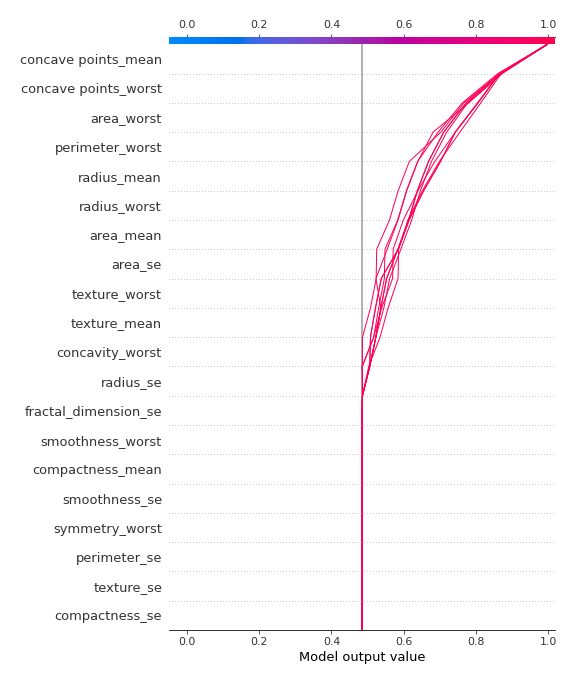 0.0 0.2 0.4 0.6 0.8 1.0
concave points_mean
concave points_worst
area_worst
perimeter_worst
radius_mean
radius_worst
area_mean
area_se
texture_worst
texture_mean
concavity_worst
radius_se
fractal_dimension_se
smoothness_worst
compactness_mean
smoothness_se
symmetry_worst
perimeter_se
texture_se
compactness_se
0.0 0.2 0.4 0.6 0.8 1.0
Model output value